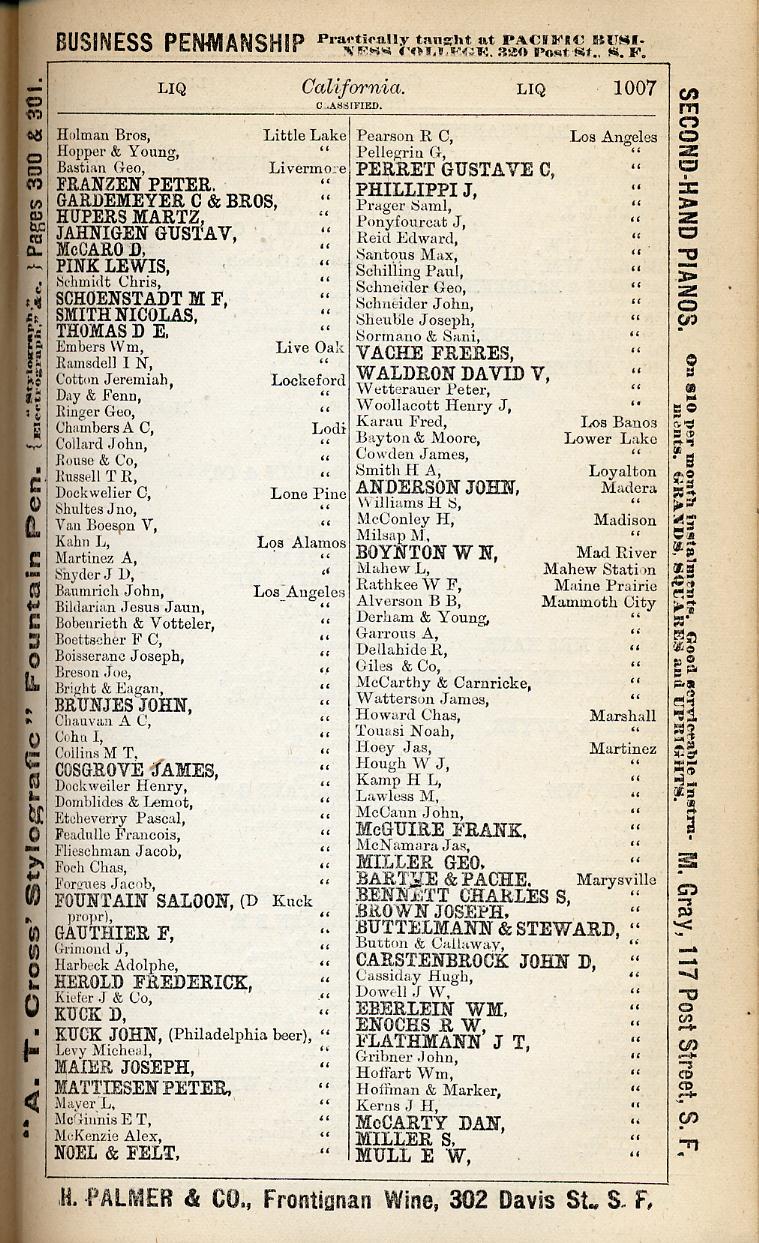 BUSINESS PENMANSHIP Practically taught at PACIFIC BUSI-
NESS COLLEGE, 320 Post St., S. F.
LIQ California. LIQ 1007
CLASSIFIED.
Holman Bros, Little Lake
Hopper & Young, "
Bastian Geo, Livermore
FRANZEN PETER. "
GARDEMEYER C & BROS, "
HUPERS MARTZ, "
JAHNIGEN GUSTAV, "
McCARO D, "
PINK LEWIS, "
Schmidt Chris, "
SCHOENSTADT M F, "
SMITH NICOLAS, "
THOMAS D E, "
Embers Wm, Live Oak
Ramsdell I N, "
Cotton Jeremiah, Lockeford
Day & Fenn, "
Ringer Geo, "
Chambers A C, Lodi
Collard John, "
Rouse & Co, "
Russell T R, "
Dockwelier C, Lone Pine
Shultes Jno, "
Van Boeson V, "
Kahn L, Los Alamos
Martinez A, "
Snyder J D, "
Baumrich John, Los Angeles
Bildarian Jesus Jaun, "
Bobenrieth & Votteler, "
Boettscher F C, "
Boisseranc Joseph, "
Breson Joe, "
Bright & Eagan, "
BRUNJES JOHN, "
Chauvan A C, "
Cohn I, "
Collins M T, "
COSGROVE JAMES, "
Dockweiler Henry, "
Domblides & Lemot, "
Etcheverry Pascal, "
Feadulle Francois, "
Flieschman Jacob, "
Foch Chas, "
Forgues Jacob, "
FOUNTAIN SALOON, (D Kuck
propr), "
GAUTHIER F, "
Grimond J, "
Harbeck Adolphe, "
HEROLD FREDERICK, "
Kiefer J & Co, "
KUCK D, "
KUCK JOHN, (Philadelphia beer), "
Levy Micheal, "
MAIER JOSEPH, "
MATTIESEN PETER, "
Mayer L, "
McGinnis E T, "
McKenzie Alex, "
NOEL & FELT, "
Pearson R C, Los Angeles
Pellegrin G, "
PERRET GUSTAVE C, "
PHILLIPPI J, "
Prager Saml, "
Ponyfourcat J, "
Reid Edward, "
Santous Max, "
Schilling Paul, "
Schneider Geo, "
Schneider John, "
Sheuble Joseph, "
Sormano & Sani, "
VACHE FRERES, "
WALDRON DAVID V, "
Wetterauer Peter, "
Woollacott Henry J, "
Karau Fred, Los Banos
Bayton & Moore, Lower Lake
Cowden James, "
Smith H A, Loyalton
ANDERSON JOHN, Madera
Williams H S, "
McConley H, Madison
Milsap M, "
BOYNTON W N, Mad River
Mahew L, Mahew Station
Rathkee W F, Maine Prairie
Alverson B B, Mammoth City
Derham & Young, "
Garrous A, "
Dellahide R, "
Giles & Co, "
McCarthy & Carnricke, "
Watterson James, "
Howard Chas, Marshall
Touasi Noah, "
Hoey Jas, Martinez
Hough W J, "
Kamp H L, "
Lawless M, "
McCann John, "
McGUIRE FRANK. "
McNamara Jas, "
MILLER GEO. "
BARTHE & PACHE. Marysville
BENNETT CHARLES S, "
BROWN JOSEPH, "
BUTTELMANN & STEWARD, "
Button & Callaway, "
CARSTENBROCK JOHN D, "
Cassiday Hugh, "
Dowell J W, "
EBERLEIN WM, "
ENOCHS R W, "
FLATHMANN J T, "
Gribner John, "
Hoffart Wm, "
Hoffman & Marker, "
Kerns J H, "
McCARTY DAN, "
MILLER S, "
MULL E W, "
"A. T. Cross' Stylografic" Fountain Pen. { "Stylograph," "Electrograph," &c. } Pages 300 & 301.
SECOND-HAND PIANOS. On $10 per month instalments. Good serviceable instru-
ments. GRANDS, SQUARES and UPRIGHTS. M. Gray, 117 Post Street, S. F.
H. PALMER & CO., Frontignan Wine, 302 Davis St., S. F.